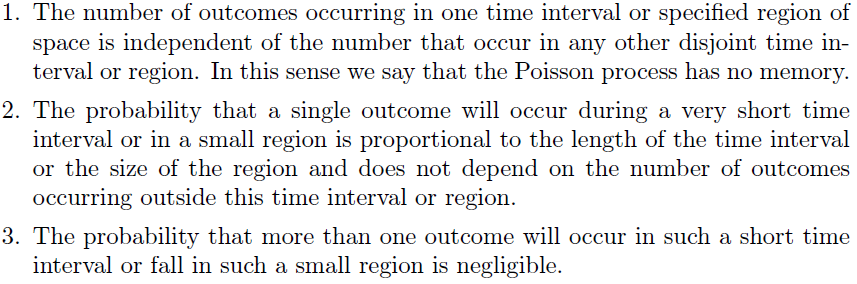 1. The number of outcomes occurring in one time interval or specified region of
space is independent of the number that occur in any other disjoint time in-
terval or region. In this sense we say that the Poisson process has no memory.
2. The probability that a single outcome will occur during a very short time
interval or in a small region is proportional to the length of the time interval
or the size of the region and does not depend on the number of outcomes
occurring outside this time interval or region.
3. The probability that more than one outcome will occur in such a short time
interval or fall in such a small region is negligible.